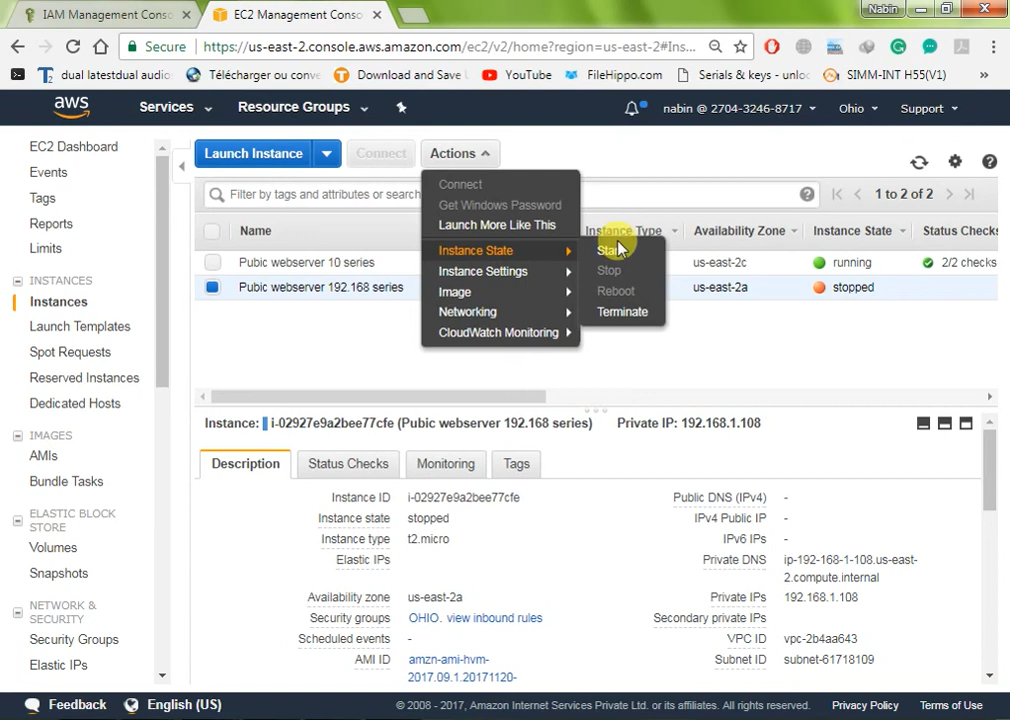 IAM Management Conso
EC2 Management Conso
Nabin
Secure
https://us-east-2.console.aws.amazon.com/ec2/v2/home?region=us-east-2#Ins...
dual latestdual audio
Télécharger ou conve
Download and Save
YouTube
FileHippo.com
Serials & keys - unloc
SIMM-INT H55(V1)
aws
Services
Resource Groups
nabin @ 2704-3246-8717
Ohio
Support
EC2 Dashboard
Events
Tags
Reports
Limits
INSTANCES
Instances
Launch Templates
Spot Requests
Reserved Instances
Dedicated Hosts
IMAGES
AMIs
Bundle Tasks
ELASTIC BLOCK
STORE
Volumes
Snapshots
NETWORK &
SECURITY
Security Groups
Elastic IPs
Launch Instance
Connect
Actions
Filter by tags and attributes or search
1 to 2 of 2
Name
Instance Type
Availability Zone
Instance State
Status Checks
Pubic webserver 10 series
us-east-2c
running
2/2 checks
Pubic webserver 192.168 series
us-east-2a
stopped
Connect
Get Windows Password
Launch More Like This
Instance State
Instance Settings
Image
Networking
CloudWatch Monitoring
Start
Stop
Reboot
Terminate
Instance: i-02927e9a2bee77cfe (Pubic webserver 192.168 series) Private IP: 192.168.1.108
Description
Status Checks
Monitoring
Tags
Instance ID i-02927e9a2bee77cfe
Instance state stopped
Instance type t2.micro
Elastic IPs
Availability zone us-east-2a
Security groups OHIO. view inbound rules
Scheduled events -
AMI ID amzn-ami-hvm-
2017.09.1.20171120-
Public DNS (IPv4) -
IPv4 Public IP -
IPv6 IPs -
Private DNS ip-192-168-1-108.us-east-
2.compute.internal
Private IPs 192.168.1.108
Secondary private IPs
VPC ID vpc-2b4aa643
Subnet ID subnet-61718109
Feedback
English (US)
© 2008 - 2017, Amazon Internet Services Private Ltd. or its affiliates. All rights reserved.
Privacy Policy
Terms of Use